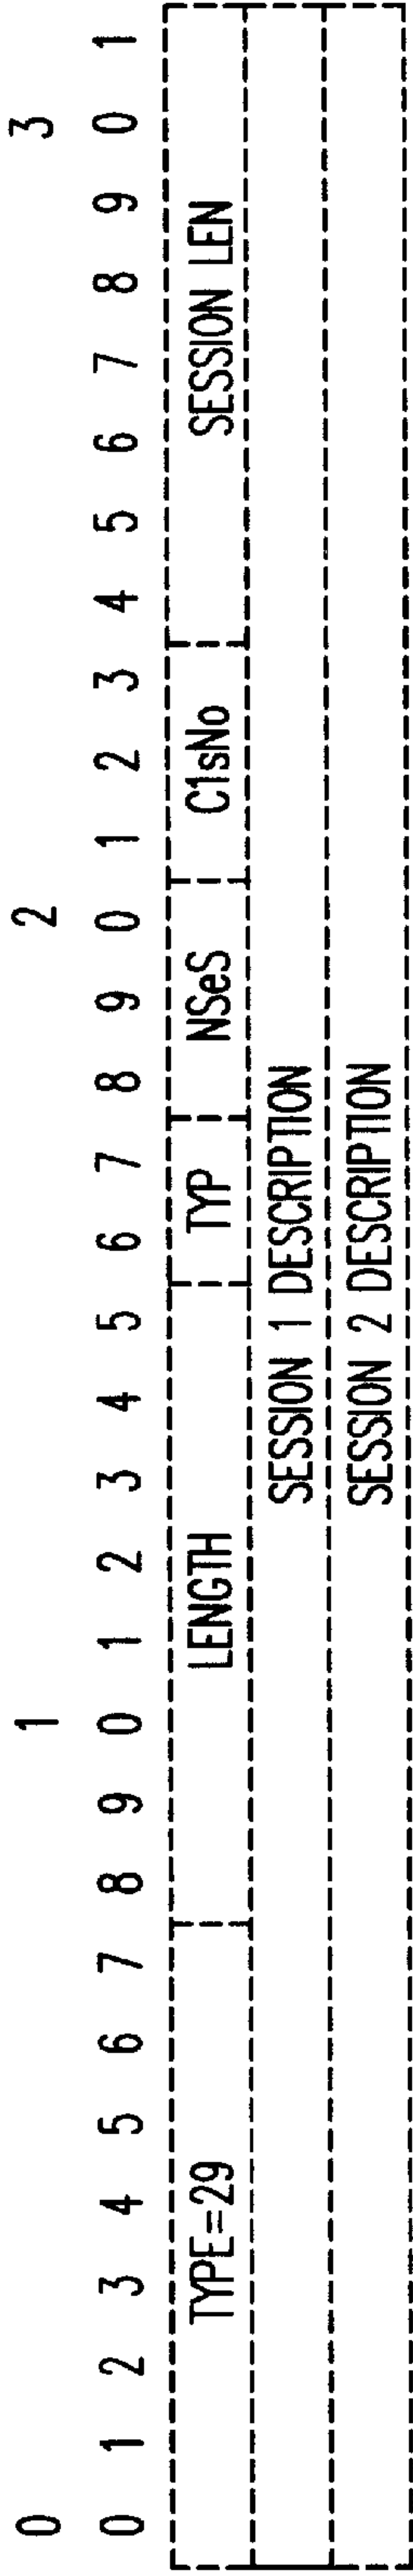 0 1 2 3
0 1 2 3 4 5 6 7 8 9 0 1 2 3 4 5 6 7 8 9 0 1 2 3 4 5 6 7 8 9 0 1
TYPE=29 LENGTH TYP NSeS C1sNo SESSION LEN
SESSION 1 DESCRIPTION
SESSION 2 DESCRIPTION